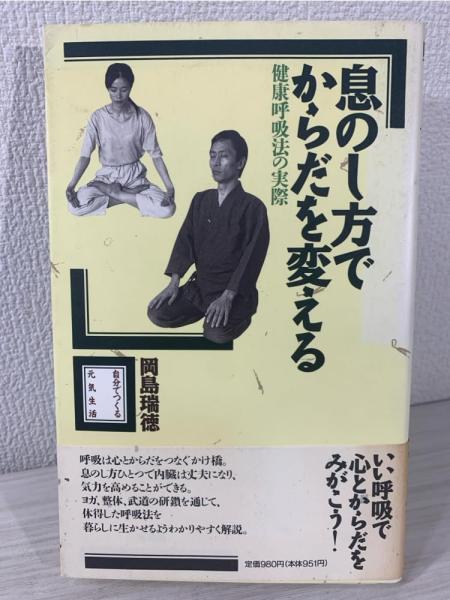 息のし方で
からだを変える
健康呼吸法の実際
岡島瑞徳
自分でつくる
元気生活
いい呼吸で
心とからだを
みがこう!
呼吸は心とからだをつなぐかけ橋。
息のし方ひとつで内臓は丈夫になり、
気力を高めることができる。
ヨガ、整体、武道の研鑽を通じて、
体得した呼吸法を
暮らしに生かせるようわかりやすく解説。
定価980円(本体951円)